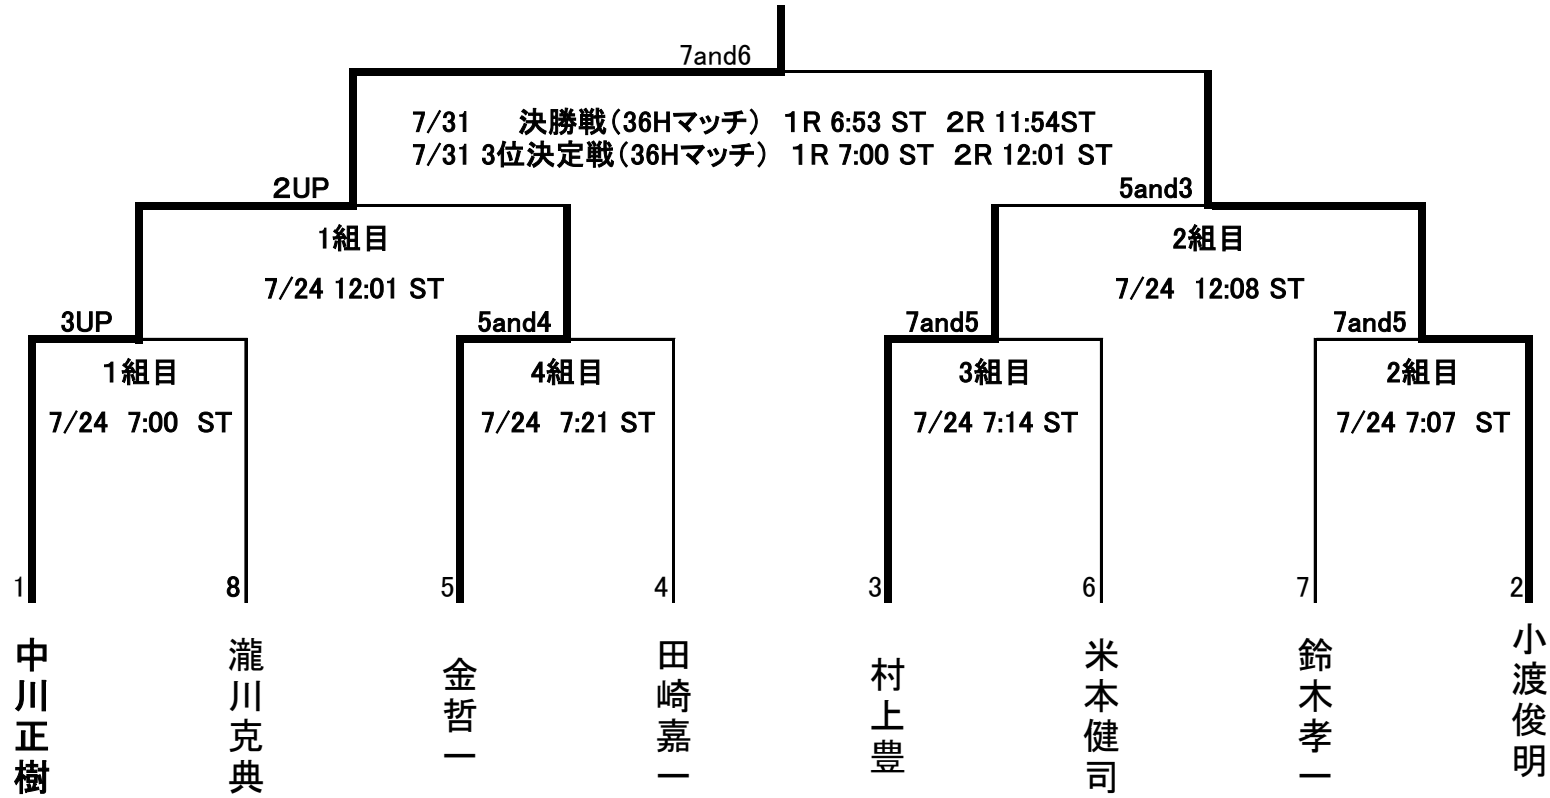 7and6
7/31 決勝戦(36Hマッチ) 1R 6:53 ST 2R 11:54ST
7/31 3位決定戦(36Hマッチ) 1R 7:00 ST 2R 12:01 ST
2UP
5and3
1組目
2組目
7/24 12:01 ST
7/24 12:08 ST
3UP
5and4
7and5
7and5
1組目
4組目
3組目
2組目
7/24 7:00 ST
7/24 7:21 ST
7/24 7:14 ST
7/24 7:07 ST
1
8
5
4
3
6
7
2
中川正樹
瀧川克典
金哲一
田崎嘉一
村上豊
米本健司
鈴木孝一
小渡俊明